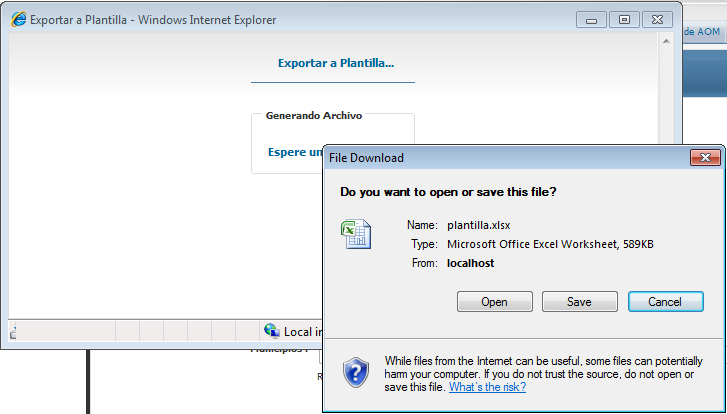 Exportar a Plantilla - Windows Internet Explorer
de AOM
Exportar a Plantilla...
Generando Archivo
Espere un
File Download
Do you want to open or save this file?
Name: plantilla.xlsx
Type: Microsoft Office Excel Worksheet, 589KB
From: localhost
Open Save Cancel
Local in
While files from the Internet can be useful, some files can potentially
harm your computer. If you do not trust the source, do not open or
save this file. What's the risk?